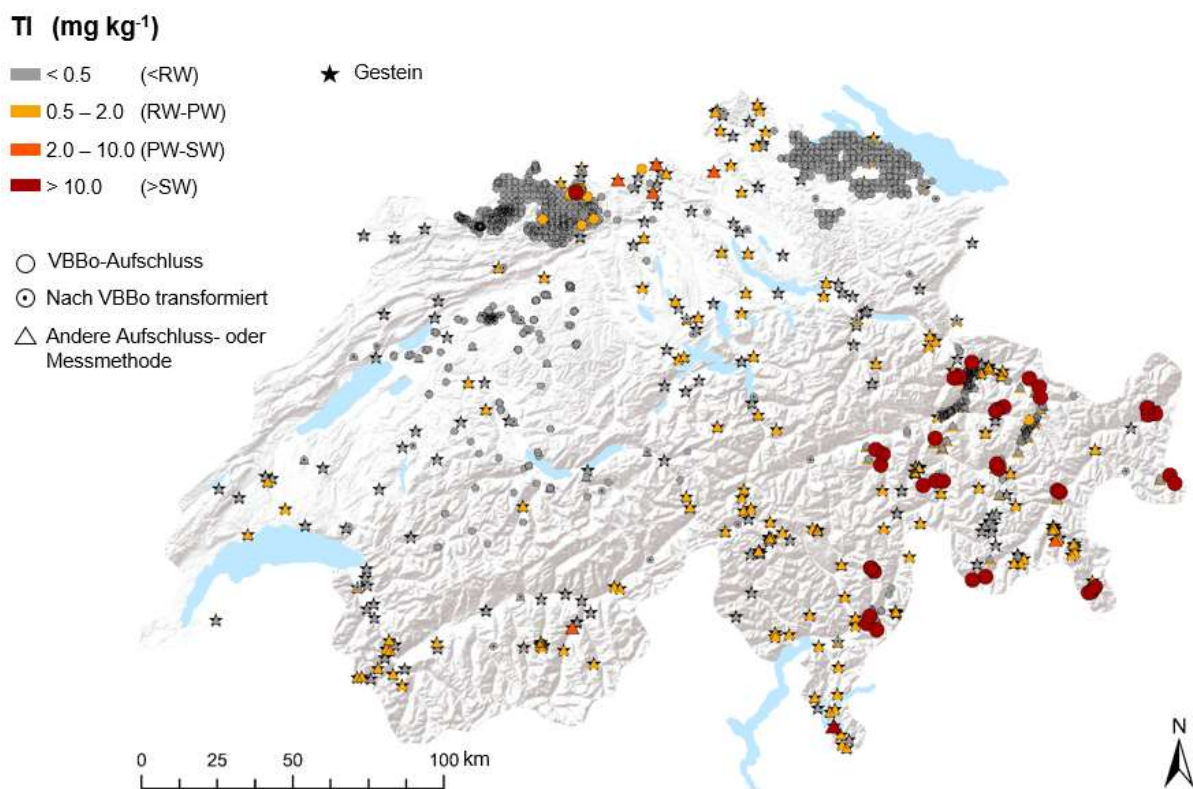 Tl (mg kg-1)
< 0.5 (<RW)
0.5 – 2.0 (RW-PW)
2.0 – 10.0 (PW-SW)
> 10.0 (>SW)
Gestein
VBBo-Aufschluss
Nach VBBo transformiert
Andere Aufschluss- oder
Messmethode
0 25 50 100 km
N